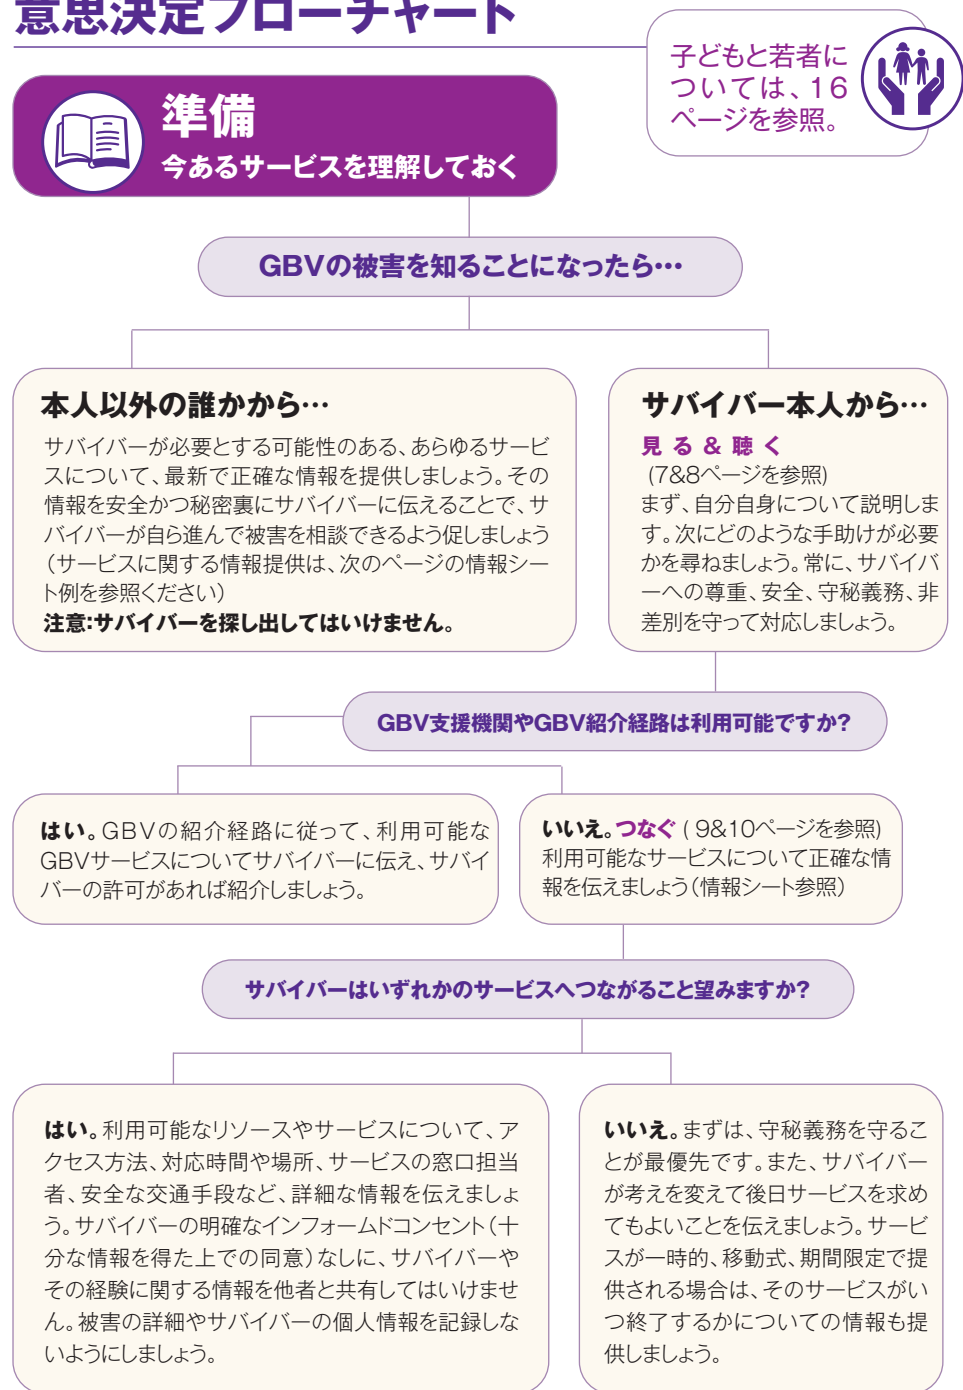 意思決定フローチャート
子どもと若者に
ついては、16
ページを参照。
準備
今あるサービスを理解しておく
GBVの被害を知ることになったら…
本人以外の誰かから…
サバイバーが必要とする可能性のある、あらゆるサービ
スについて、最新で正確な情報を提供しましょう。その
情報を安全かつ秘密裏にサバイバーに伝えることで、サ
バイバーが自ら進んで被害を相談できるよう促しましょう
（サービスに関する情報提供は、次のページの情報シー
ト例を参照ください）
注意:サバイバーを探し出してはいけません。
サバイバー本人から…
見る&聴く
(7&8ページを参照)
まず、自分自身について説明しま
す。次にどのような手助けが必要
かを尋ねましょう。常に、サバイバ
ーへの尊重、安全、守秘義務、非
差別を守って対応しましょう。
GBV支援機関やGBV紹介経路は利用可能ですか?
はい。GBVの紹介経路に従って、利用可能な
GBVサービスについてサバイバーに伝え、サバイ
バーの許可があれば紹介しましょう。
いいえ。つなぐ ( 9&10ページを参照)
利用可能なサービスについて正確な情
報を伝えましょう（情報シート参照）
サバイバーはいずれかのサービスへつながること望みますか?
はい。利用可能なリソースやサービスについて、ア
クセス方法、対応時間や場所、サービスの窓口担当
者、安全な交通手段など、詳細な情報を伝えましょ
う。サバイバーの明確なインフォームドコンセント（十
分な情報を得た上での同意）なしに、サバイバーや
その経験に関する情報を他者と共有してはいけませ
ん。被害の詳細やサバイバーの個人情報を記録しな
いようにしましょう。
いいえ。まずは、守秘義務を守るこ
とが最優先です。また、サバイバー
が考えを変えて後日サービスを求め
てもよいことを伝えましょう。サービ
スが一時的、移動式、期間限定で提
供される場合は、そのサービスがい
つ終了するかについての情報も提
供しましょう。